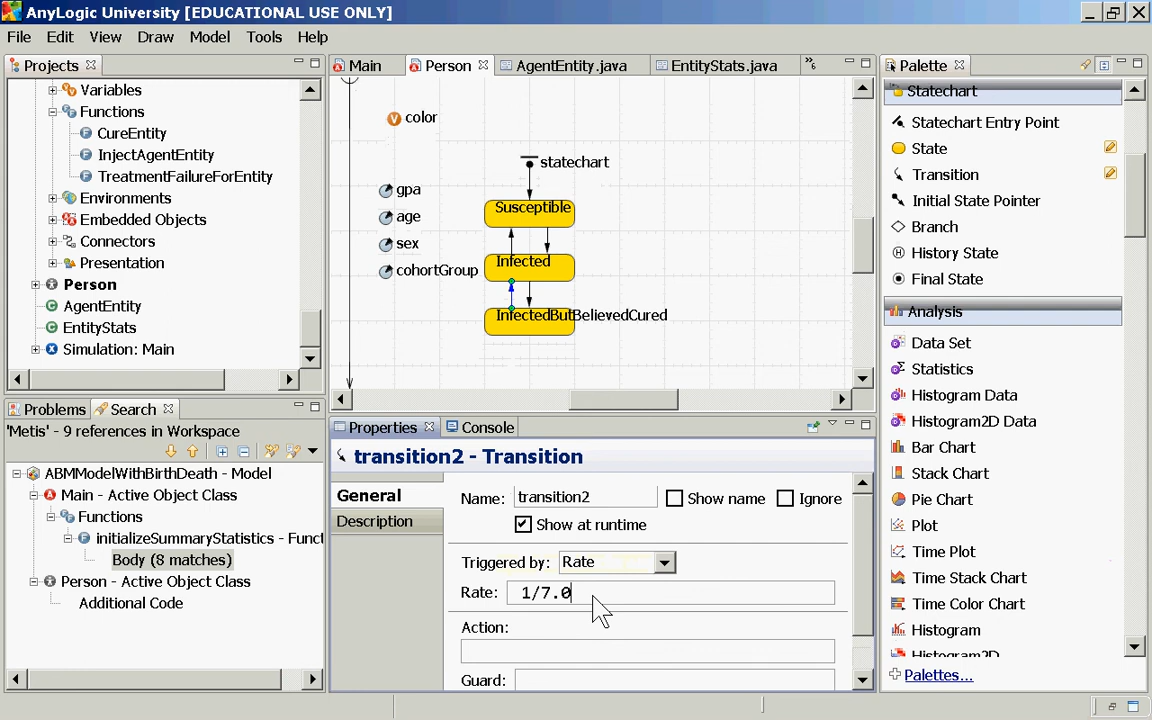 AnyLogic University [EDUCATIONAL USE ONLY]
File Edit View Draw Model Tools Help
Projects
Variables
Functions
CureEntity
InjectAgentEntity
TreatmentFailureForEntity
Environments
Embedded Objects
Connectors
Presentation
Person
AgentEntity
EntityStats
Simulation: Main
Problems Search
'Metis' - 9 references in Workspace
ABMModelWithBirthDeath - Model
Main - Active Object Class
Functions
initializeSummaryStatistics - Funct
Body (8 matches)
Person - Active Object Class
Additional Code
Main Person AgentEntity.java EntityStats.java
color
statechart
gpa
Susceptible
age
sex
Infected
cohortGroup
InfectedButBelievedCured
Properties Console
transition2 - Transition
General
Description
Name: transition2 Show name Ignore
Show at runtime
Triggered by: Rate
Rate: 1/7.0
Action:
Guard:
Palette
Statechart
Statechart Entry Point
State
Transition
Initial State Pointer
Branch
History State
Final State
Analysis
Data Set
Statistics
Histogram Data
Histogram2D Data
Bar Chart
Stack Chart
Pie Chart
Plot
Time Plot
Time Stack Chart
Time Color Chart
Histogram
Histogram2D
Palettes...